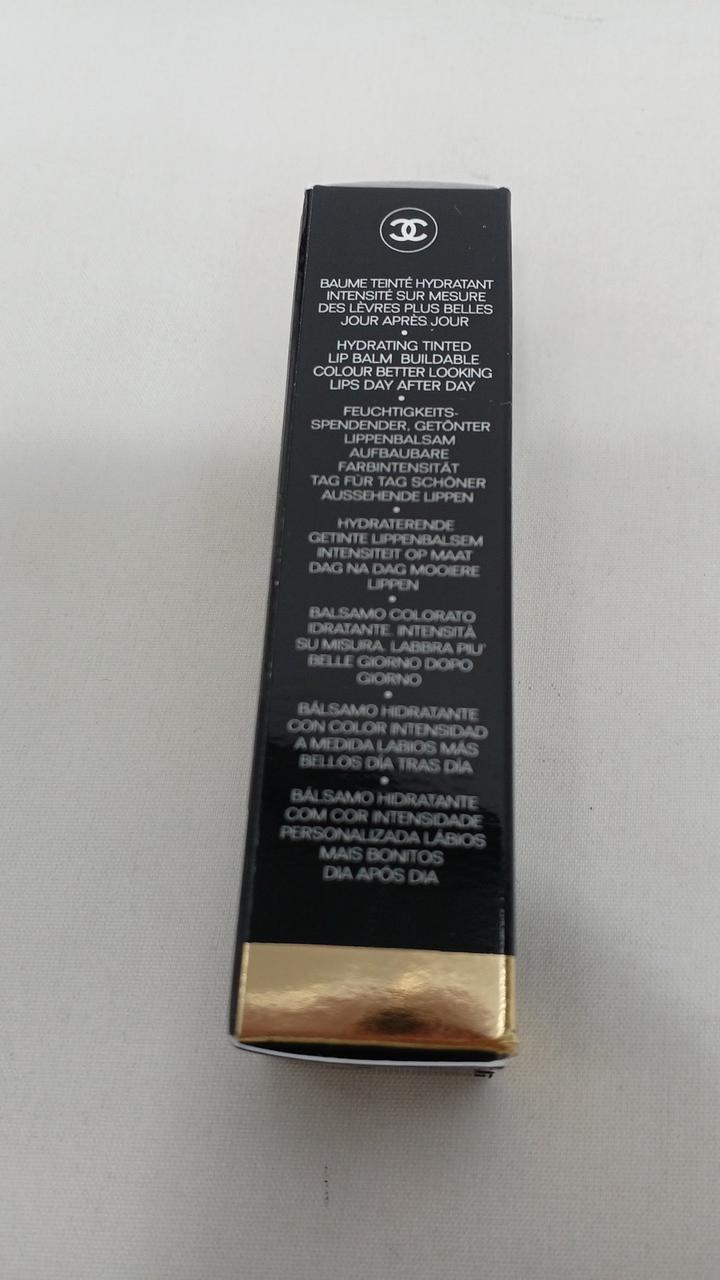 BAUME TEINTÉ HYDRATANT
INTENSITÉ SUR MESURE
DES LÈVRES PLUS BELLES
JOUR APRÈS JOUR
•
HYDRATING TINTED
LIP BALM BUILDABLE
COLOUR BETTER LOOKING
LIPS DAY AFTER DAY
•
FEUCHTIGKEITS-
SPENDENDER, GETÖNTER
LIPPENBALSAM
AUFBAUBARE
FARBINTENSITÄT
TAG FÜR TAG SCHÖNER
AUSSEHENDE LIPPEN
•
HYDRATERENDE
GETINTE LIPPENBALSEM
INTENSITEIT OP MAAT
DAG NA DAG MOOIERE
LIPPEN
•
BALSAMO COLORATO
IDRATANTE. INTENSITÀ
SU MISURA. LABBRA PIU'
BELLE GIORNO DOPO
GIORNO
•
BÁLSAMO HIDRATANTE
CON COLOR INTENSIDAD
A MEDIDA LABIOS MÁS
BELLOS DÍA TRAS DÍA
•
BÁLSAMO HIDRATANTE
COM COR INTENSIDADE
PERSONALIZADA LÁBIOS
MAIS BONITOS
DIA APÓS DIA